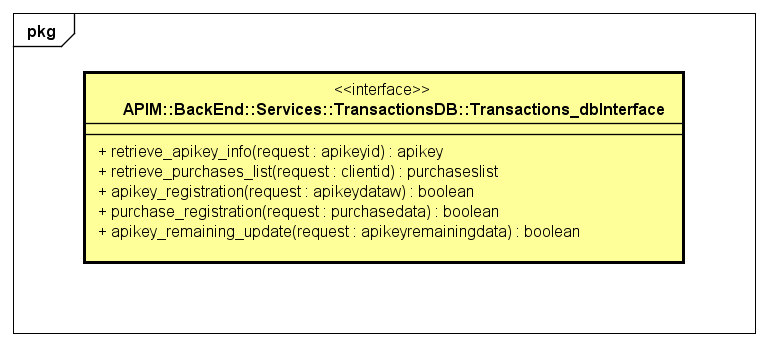 pkg
<<interface>>
APIM::BackEnd::Services::TransactionsDB::Transactions_dbInterface
+ retrieve_apikey_info(request : apikeyid) : apikey
+ retrieve_purchases_list(request : clientid) : purchaseslist
+ apikey_registration(request : apikeydataw) : boolean
+ purchase_registration(request : purchasedata) : boolean
+ apikey_remaining_update(request : apikeyremainingdata) : boolean